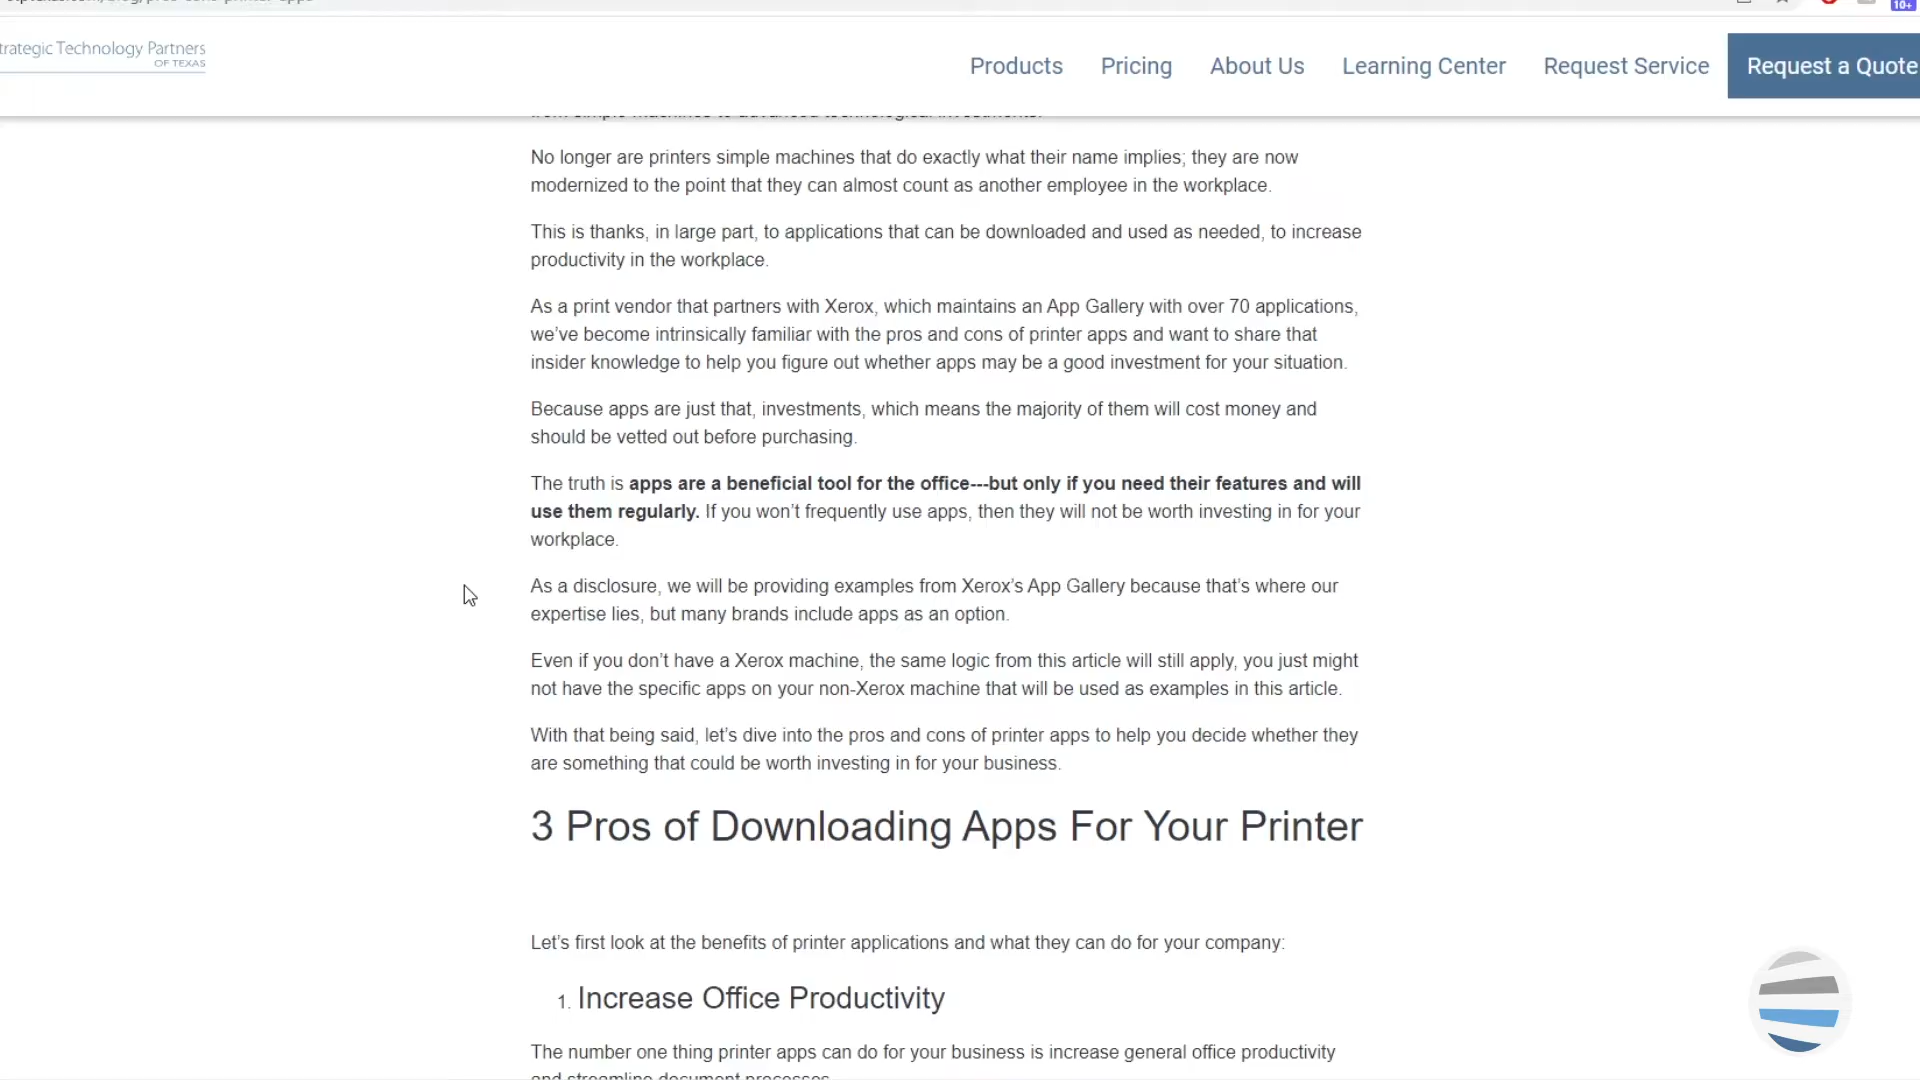 10+
trategic Technology Partners
OF TEXAS
Products Pricing About Us Learning Center Request Service Request a Quote
No longer are printers simple machines that do exactly what their name implies; they are now
modernized to the point that they can almost count as another employee in the workplace.
This is thanks, in large part, to applications that can be downloaded and used as needed, to increase
productivity in the workplace.
As a print vendor that partners with Xerox, which maintains an App Gallery with over 70 applications,
we’ve become intrinsically familiar with the pros and cons of printer apps and want to share that
insider knowledge to help you figure out whether apps may be a good investment for your situation.
Because apps are just that, investments, which means the majority of them will cost money and
should be vetted out before purchasing.
The truth is apps are a beneficial tool for the office---but only if you need their features and will
use them regularly. If you won’t frequently use apps, then they will not be worth investing in for your
workplace.
As a disclosure, we will be providing examples from Xerox’s App Gallery because that’s where our
expertise lies, but many brands include apps as an option.
Even if you don’t have a Xerox machine, the same logic from this article will still apply, you just might
not have the specific apps on your non-Xerox machine that will be used as examples in this article.
With that being said, let’s dive into the pros and cons of printer apps to help you decide whether they
are something that could be worth investing in for your business.
3 Pros of Downloading Apps For Your Printer
Let’s first look at the benefits of printer applications and what they can do for your company:
1. Increase Office Productivity
The number one thing printer apps can do for your business is increase general office productivity
and streamline document processes